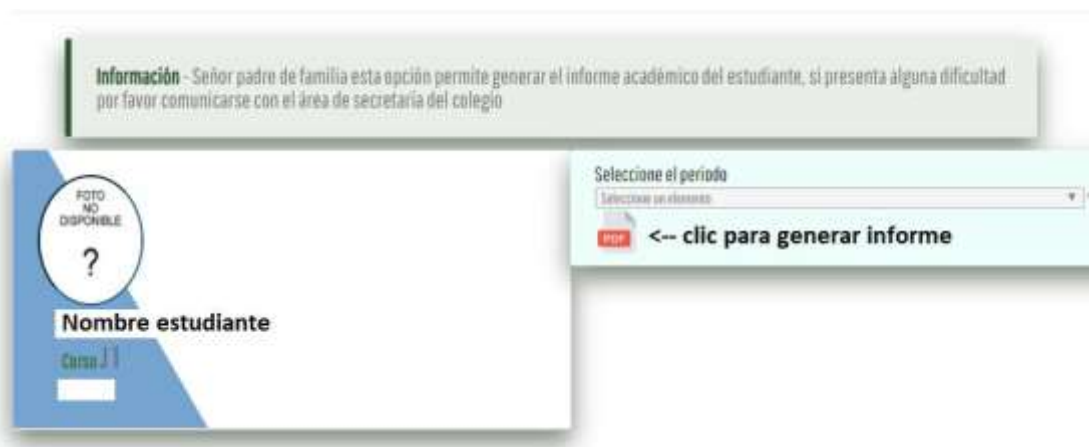 Información - Señor padre de familia esta opción permite generar el informe académico del estudiante, si presenta alguna dificultad
por favor comunicarse con el área de secretaría del colegio
FOTO
NO
DISPONIBLE
?
Nombre estudiante
Curso
Seleccione el periodo
Seleccione un elemento
PDF
<-- clic para generar informe